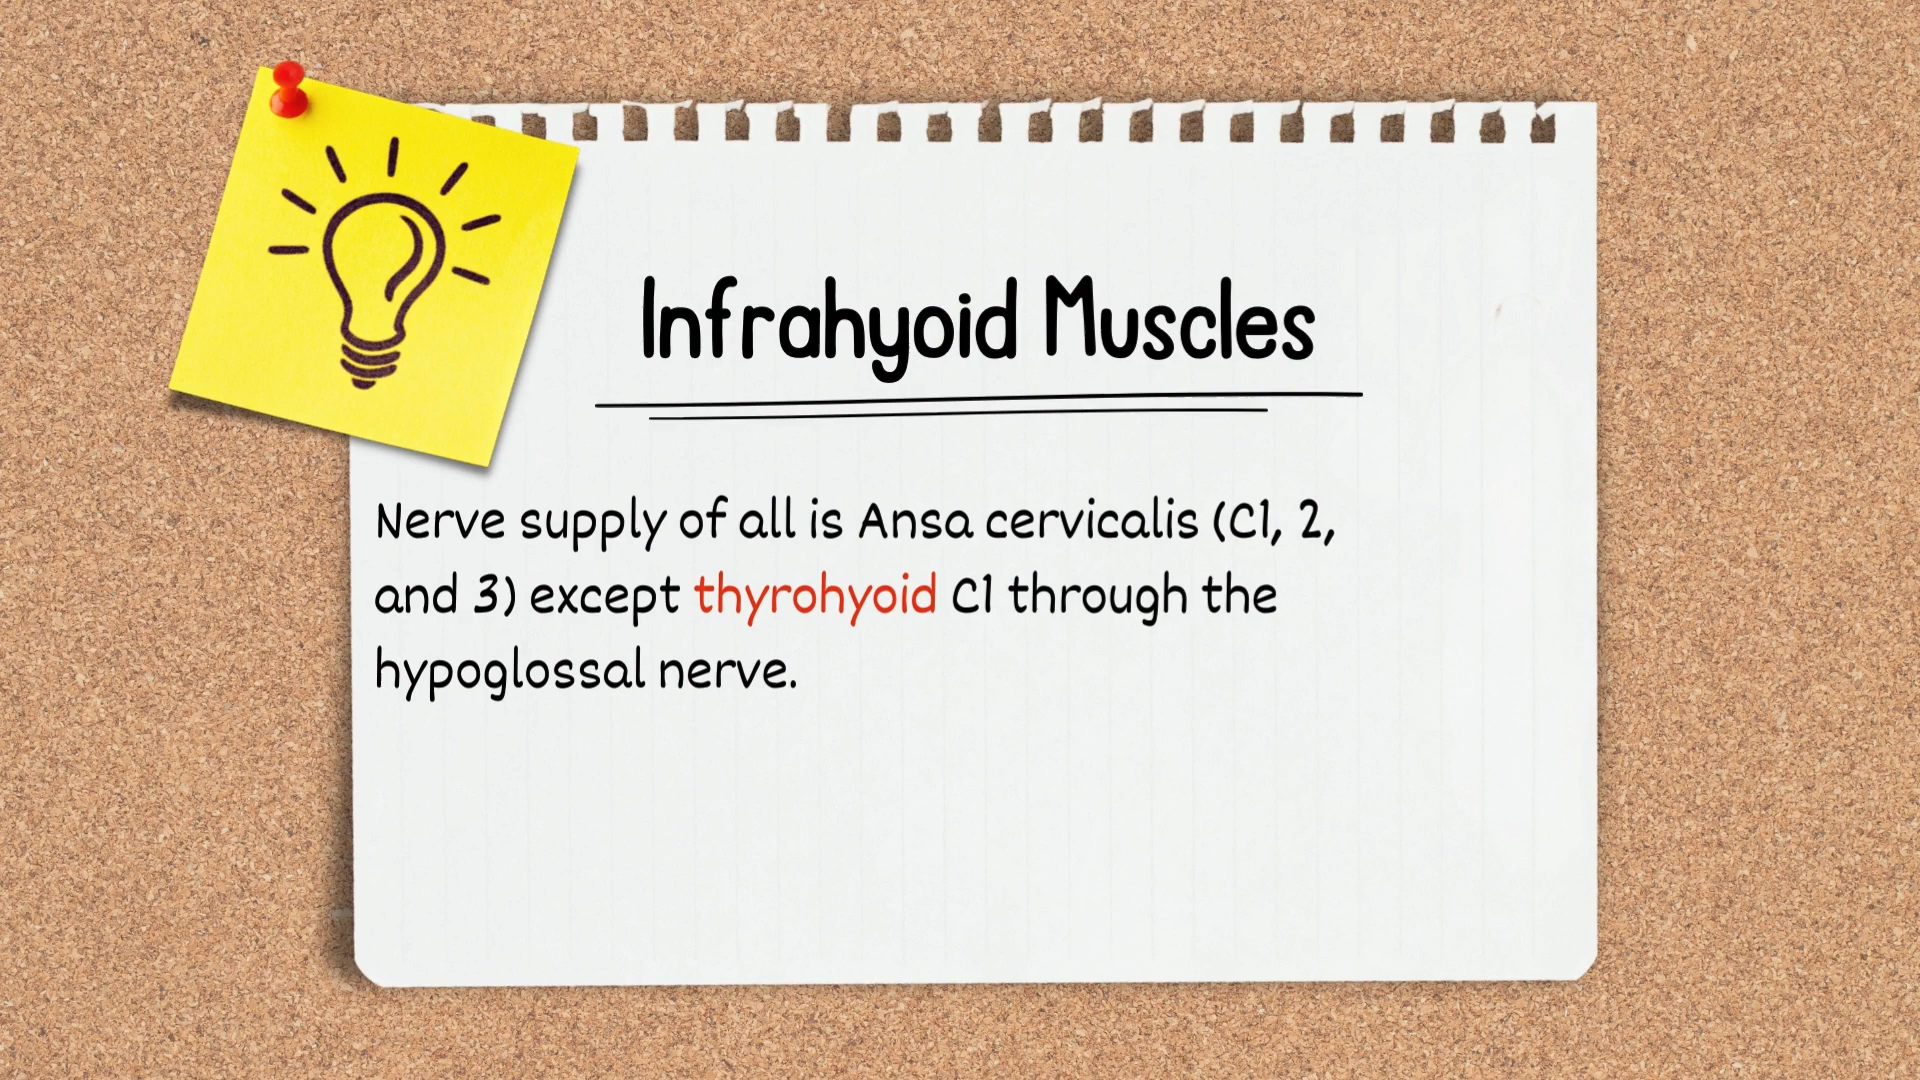 Infrahyoid Muscles
Nerve supply of all is Ansa cervicalis (C1, 2,
and 3) except thyrohyoid C1 through the
hypoglossal nerve.